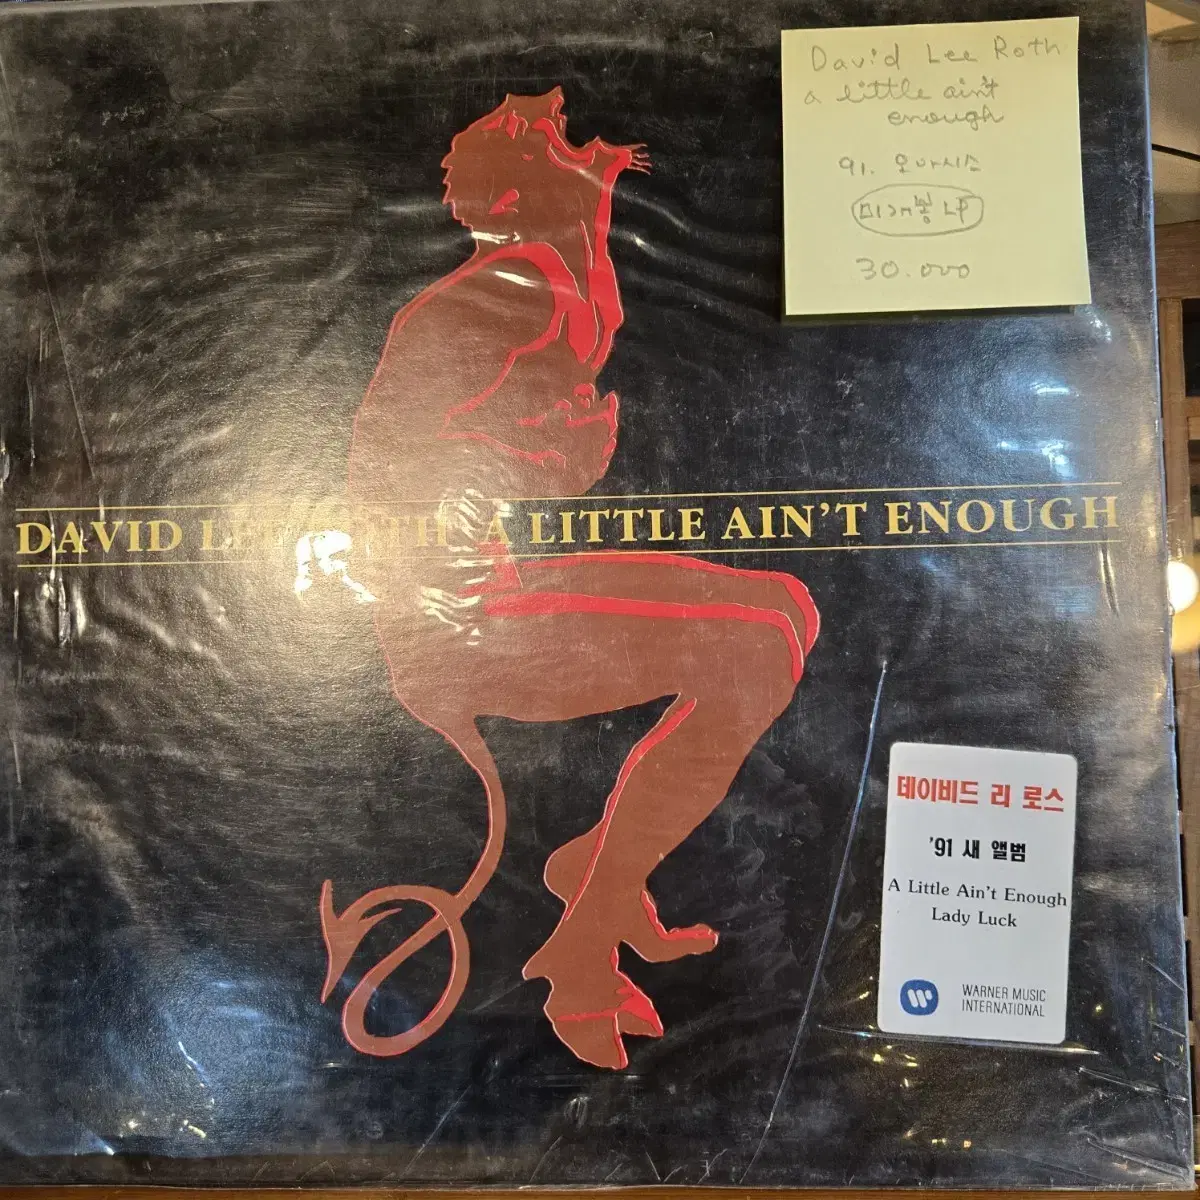 David Lee Roth
a little ain't
enough
91. 오아시스
미개봉 LP
30.000
DAVID LEE ROTH A LITTLE AIN'T ENOUGH
데이비드 리 로스
'91 새 앨범
A Little Ain't Enough
Lady Luck
WARNER MUSIC
INTERNATIONAL